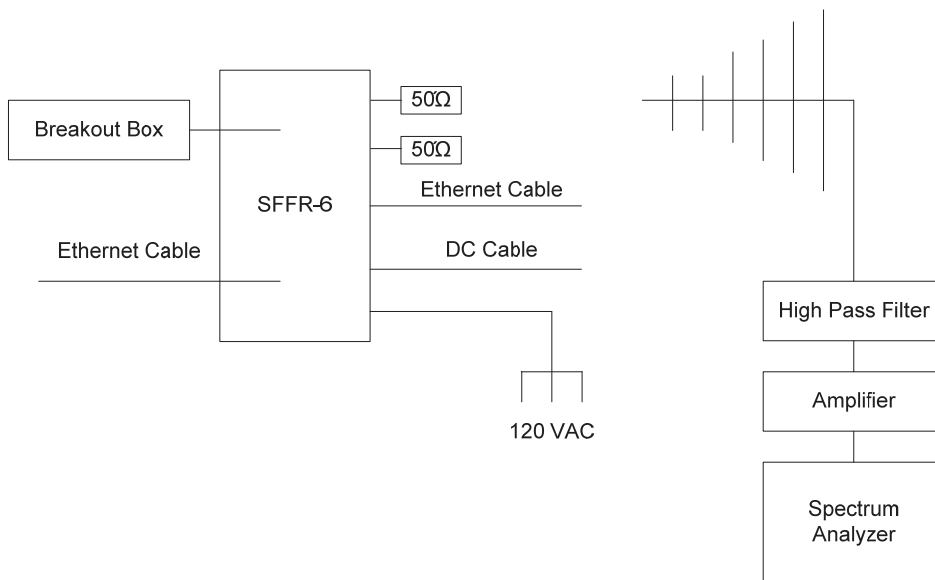 50Ω
Breakout Box
50Ω
Ethernet Cable
SFFR-6
Ethernet Cable
DC Cable
High Pass Filter
Amplifier
120 VAC
Spectrum
Analyzer